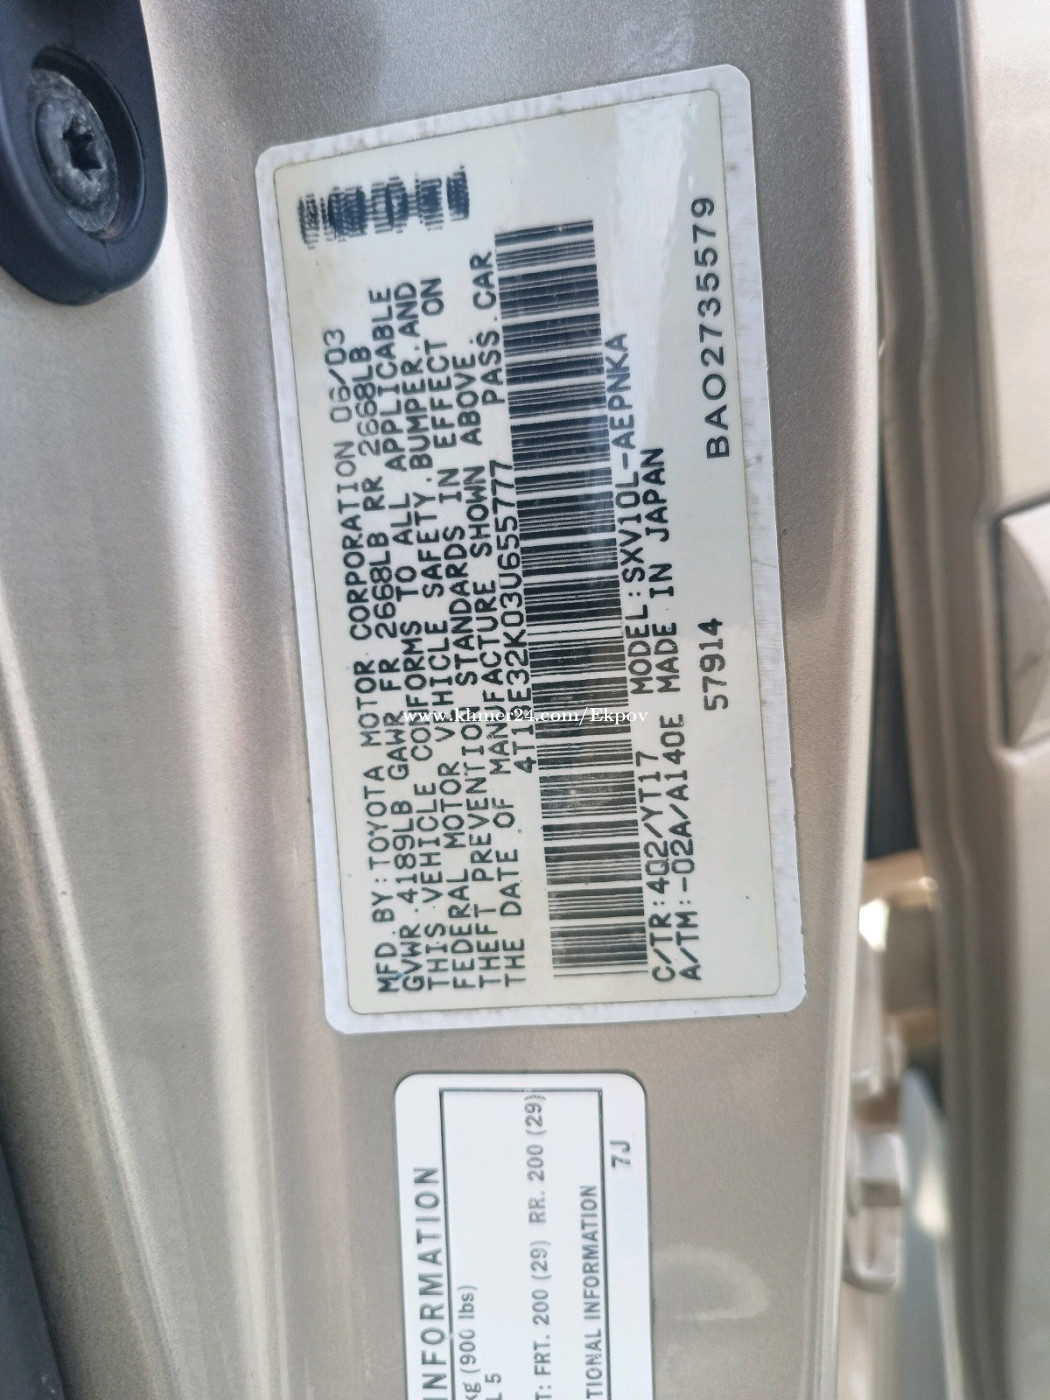 MFD.BY:TOYOTA MOTOR CORPORATION 06/03
GVWR 4189LB GAWR FR 2668LB RR 2668LB
THIS VEHICLE CONFORMS TO ALL APPLICABLE
FEDERAL MOTOR VEHICLE SAFETY,BUMPER,AND
THEFT PREVENTION STANDARDS IN EFFECT ON
THE DATE OF MANUFACTURE SHOWN ABOVE.
4T1BE32K03U655777 PASS.CAR
C/TR:4Q2/YT17 MODEL:SXV10L-AEPNKA
A/TM:-02A/A140E MADE IN JAPAN
57914 BAO2735579
www.khmer24.com/Ekpov
INFORMATION
kg (900 lbs)
L 5
T: FRT. 200 (29) RR. 200 (29)
TIONAL INFORMATION
7J